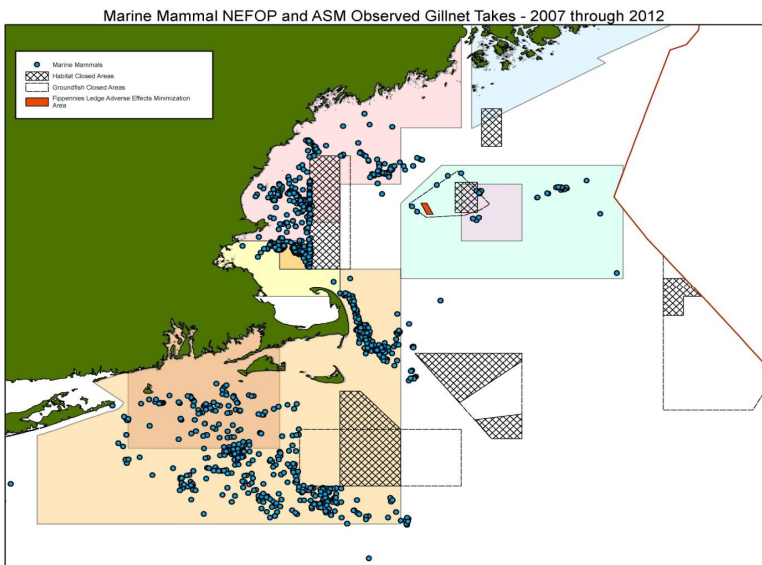 Marine Mammal NEFOP and ASM Observed Gillnet Takes - 2007 through 2012
Marine Mammals
Habitat Closed Areas
Groundfish Closed Areas
Fippennies Ledge Adverse Effects Minimization
Area